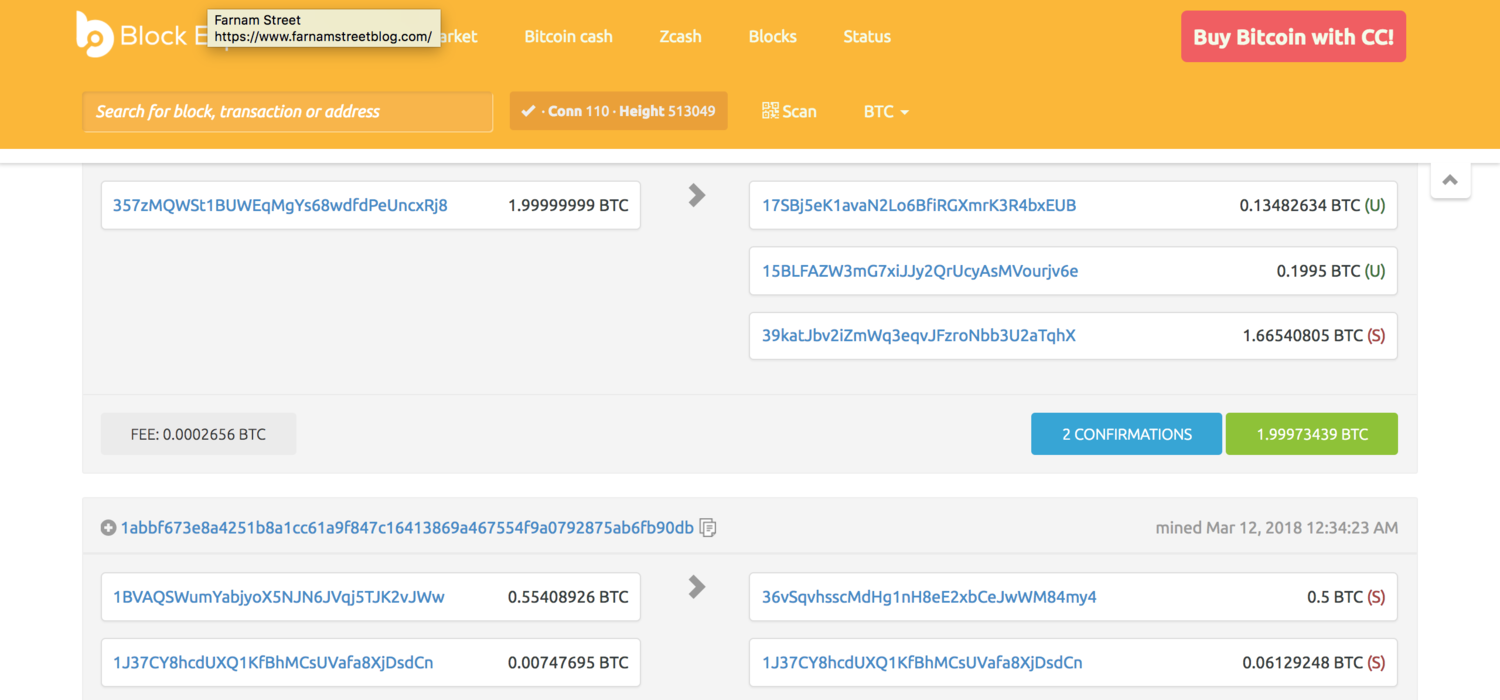 Farnam Street
https://www.farnamstreetblog.com/
Block
Bitcoin cash
Zcash
Blocks
Status
Buy Bitcoin with CC!
Search for block, transaction or address
· Conn 110 · Height 513049
Scan
BTC
357zMQWSt1BUWEqMgYs68wdfdPeUncxRj8 1.99999999 BTC
17SBj5eK1avaN2Lo6BfiRGXmrK3R4bxEUB 0.13482634 BTC (U)
15BLFAZW3mG7xiJJy2QrUcyAsMVourjv6e 0.1995 BTC (U)
39katJbv2iZmWq3eqvJFzroNbb3U2aTqhX 1.66540805 BTC (S)
FEE: 0.0002656 BTC
2 CONFIRMATIONS
1.99973439 BTC
1abbf673e8a4251b8a1cc61a9f847c16413869a467554f9a0792875ab6fb90db
mined Mar 12, 2018 12:34:23 AM
1BVAQSWumYabjyoX5NJN6JVqj5TJK2vJWw 0.55408926 BTC
36vSqvhsscMdHg1nH8eE2xbCeJwWM84my4 0.5 BTC (S)
1J37CY8hcdUXQ1KfBhMCsUVafa8XjDsdCn 0.00747695 BTC
1J37CY8hcdUXQ1KfBhMCsUVafa8XjDsdCn 0.06129248 BTC (S)